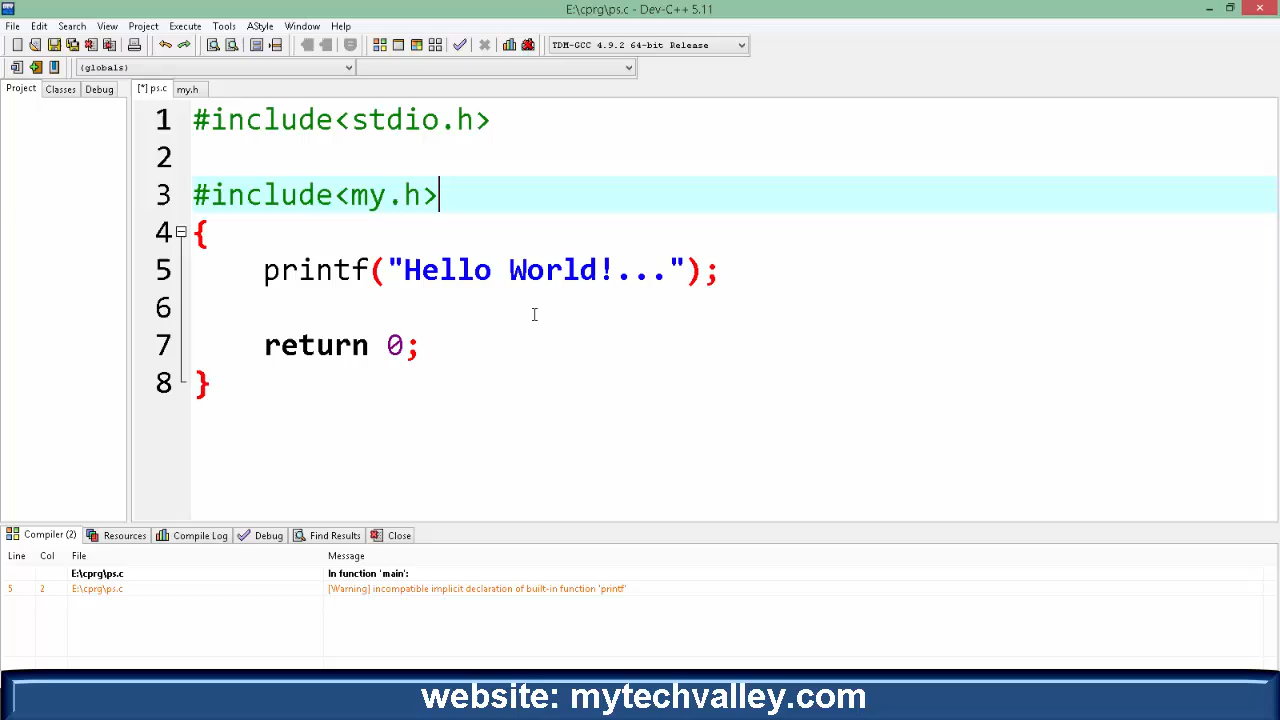 E:\cprg\ps.c - Dev-C++ 5.11
File Edit Search View Project Execute Tools AStyle Window Help
TDM-GCC 4.9.2 64-bit Release
(globals)
Project Classes Debug [*] ps.c my.h
1 #include<stdio.h>
2
3 #include<my.h>
4 {
5 printf("Hello World!...");
6
7 return 0;
8 }
Compiler (2) Resources Compile Log Debug Find Results Close
Line Col File Message
E:\cprg\ps.c In function 'main':
5 2 E:\cprg\ps.c [Warning] incompatible implicit declaration of built-in function 'printf'
website: mytechvalley.com